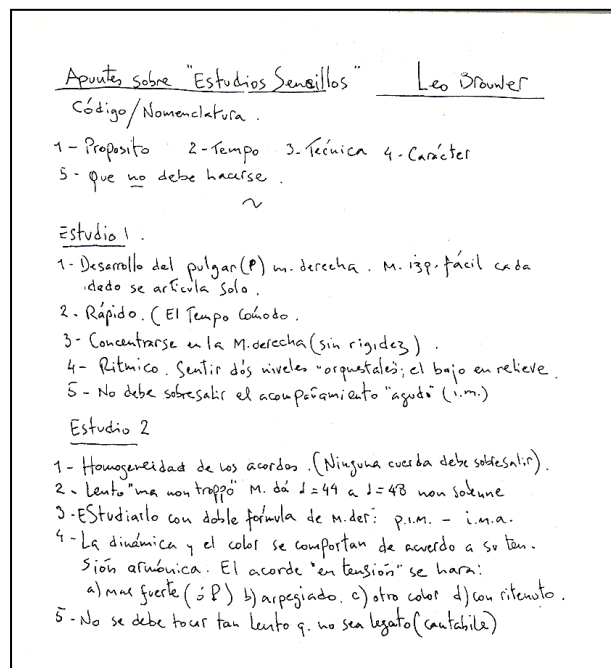 Apuntes sobre "Estudios Sencillos" Leo Brouwer
Código/Nomenclatura.
1 - Proposito 2 - Tempo 3 - Técnica 4 - Carácter
5 - que no debe hacerse.
~
Estudio 1.
1 - Desarrollo del pulgar (P) m. derecha. M. izq. fácil cada
dedo se articula solo.
2 - Rápido. (El Tempo cómodo.
3 - Concentrarse en la M. derecha (sin rigidez).
4 - Ritmico. Sentir dós niveles "orquestales"; el bajo en relieve.
5 - No debe sobresalir el acompañamiento "agudo" (i.m.)
Estudio 2
1 - Homogeneidad de los acordes. (Ninguna cuerda debe sobresalir).
2 - Lento "ma non troppo" M. dá ♩=44 a ♩=48 non solenne
3 - EStudiarlo con doble fórmula de M. der: p.i.m. - i.m.a.
4 - La dinámica y el color se comportan de acuerdo a su ten-
sión armónica. El acorde "en tensión" se hara:
a) mas fuerte (ó P) b) arpegiado. c) otro color d) con ritenuto.
5 - No se debe tocar tan lento q. no sea legato (cantabile)